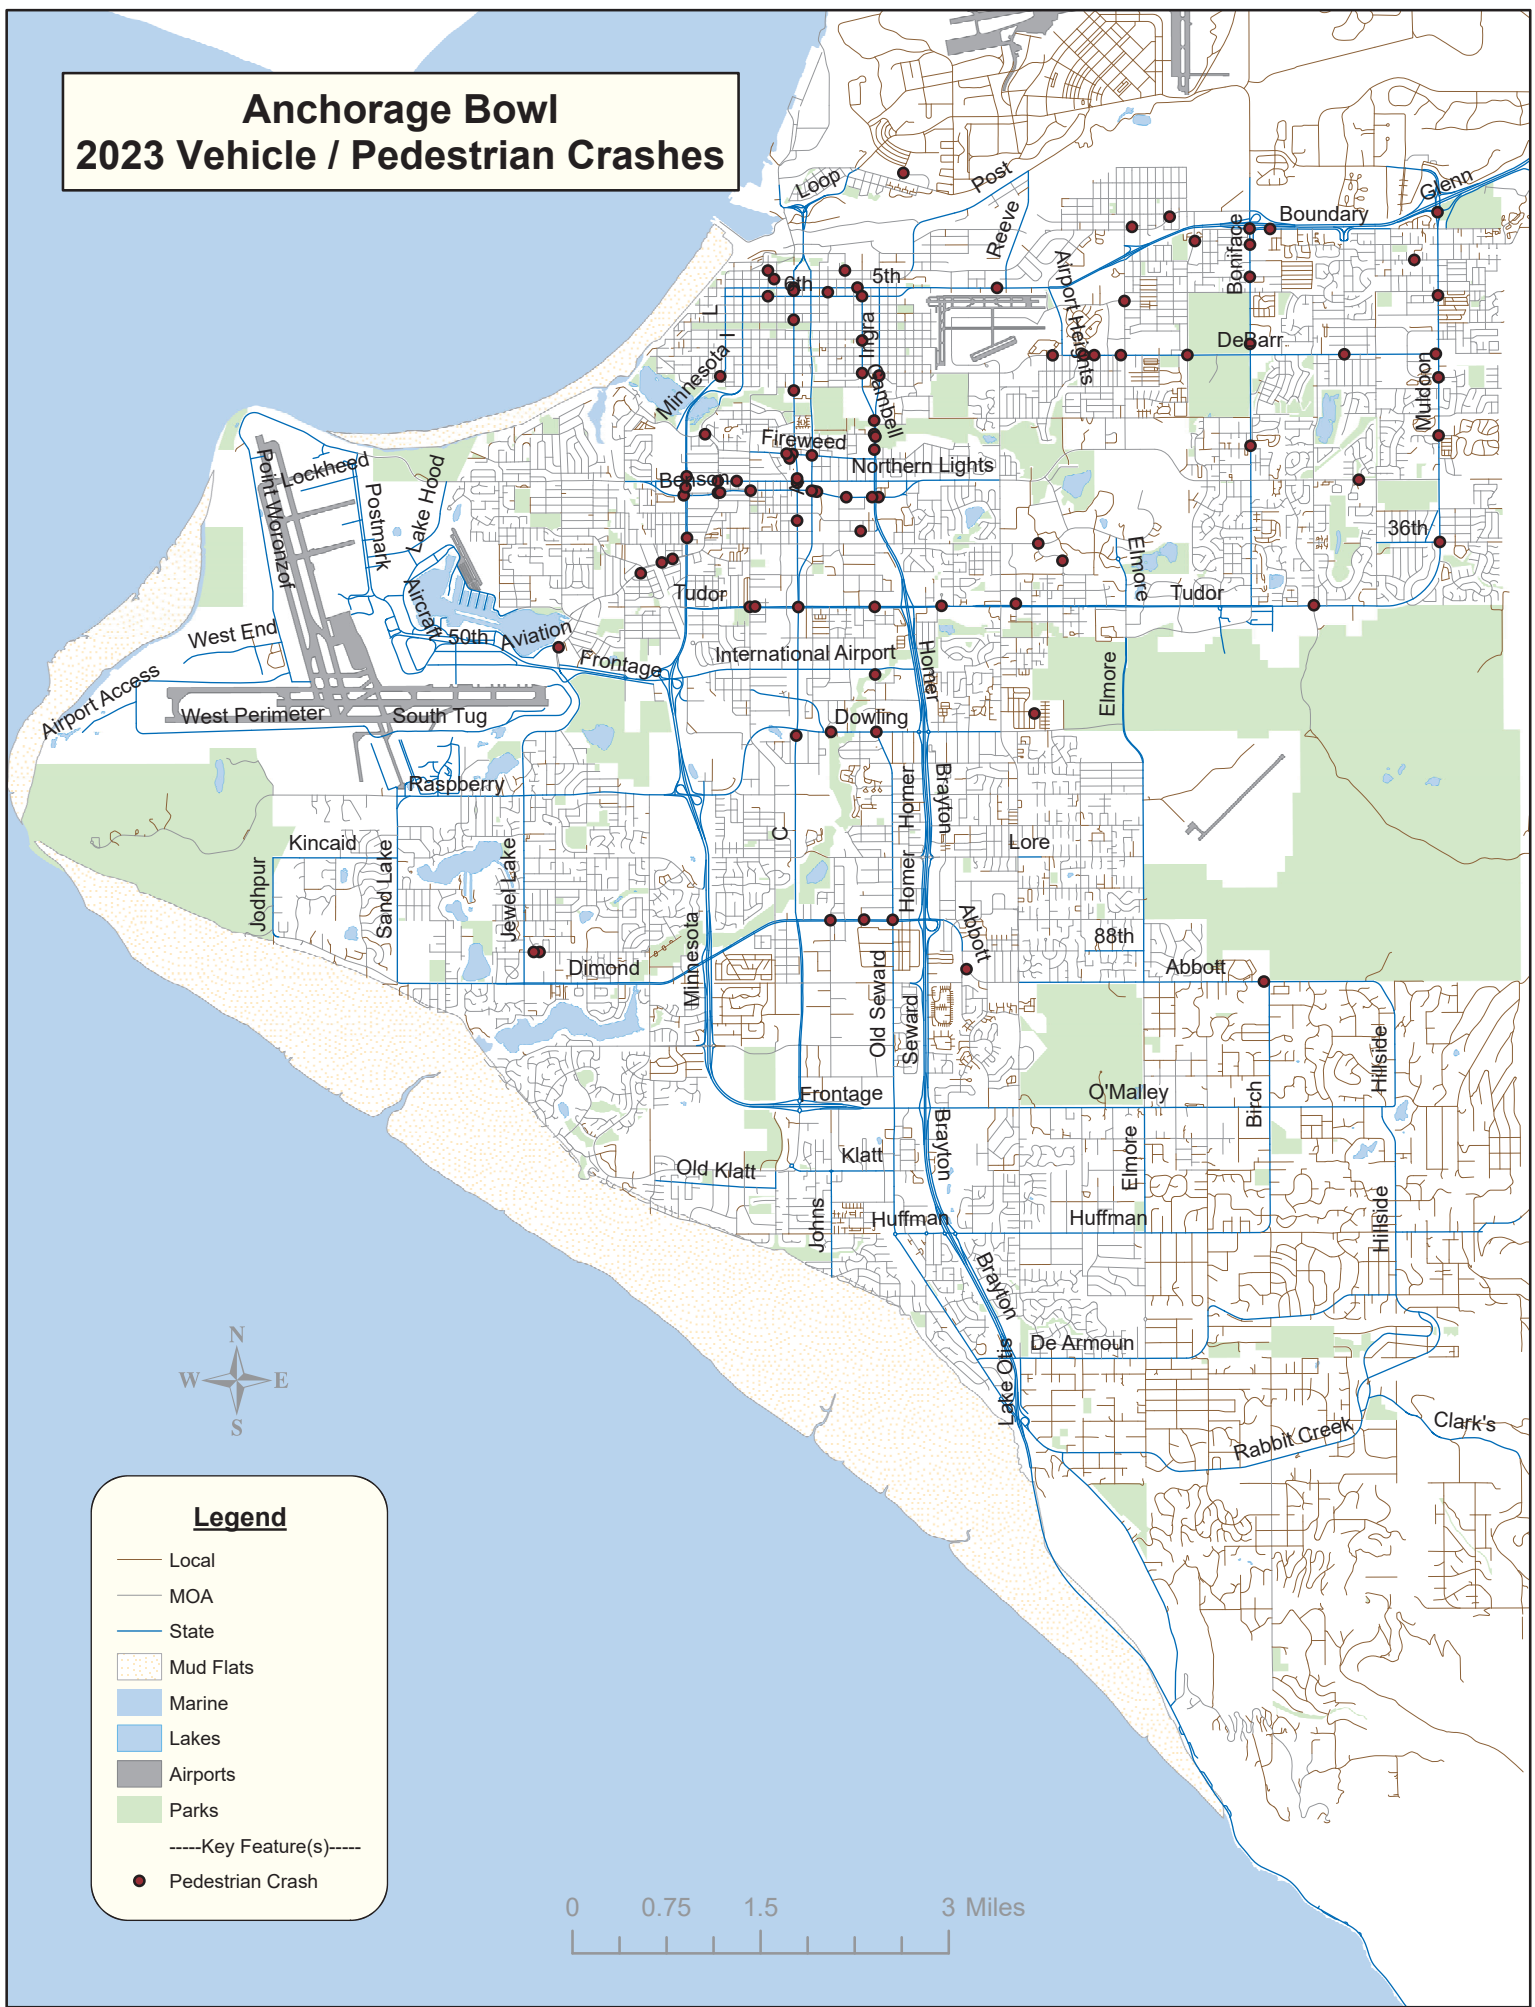 Anchorage Bowl
2023 Vehicle / Pedestrian Crashes
Loop
Post
Reeve
Glenn
Boundary
Boniface
5th
6th
Airport Heights
L
I
Ingra
DeBarr
Minnesota
Gambell
Muldoon
Fireweed
Northern Lights
Benson
A
Lockheed
Point Woronzof
Postmark
Lake Hood
36th
Elmore
Aircraft
Tudor
Tudor
West End
50th
Aviation
Frontage
International Airport
Homer
Elmore
Airport Access
West Perimeter
South Tug
Dowling
Raspberry
Homer
Brayton
C
Kincaid
Lore
Jodhpur
Sand Lake
Jewel Lake
Homer
Minnesota
Abbott
88th
Dimond
Abbott
Old Seward
Seward
Hillside
Frontage
O'Malley
Birch
Brayton
Elmore
Klatt
Old Klatt
Johns
Huffman
Huffman
Hillside
Brayton
De Armoun
Lake Otis
Rabbit Creek
Clark's
N
W
E
S
Legend
Local
MOA
State
Mud Flats
Marine
Lakes
Airports
Parks
-----Key Feature(s)-----
Pedestrian Crash
0 0.75 1.5 3 Miles